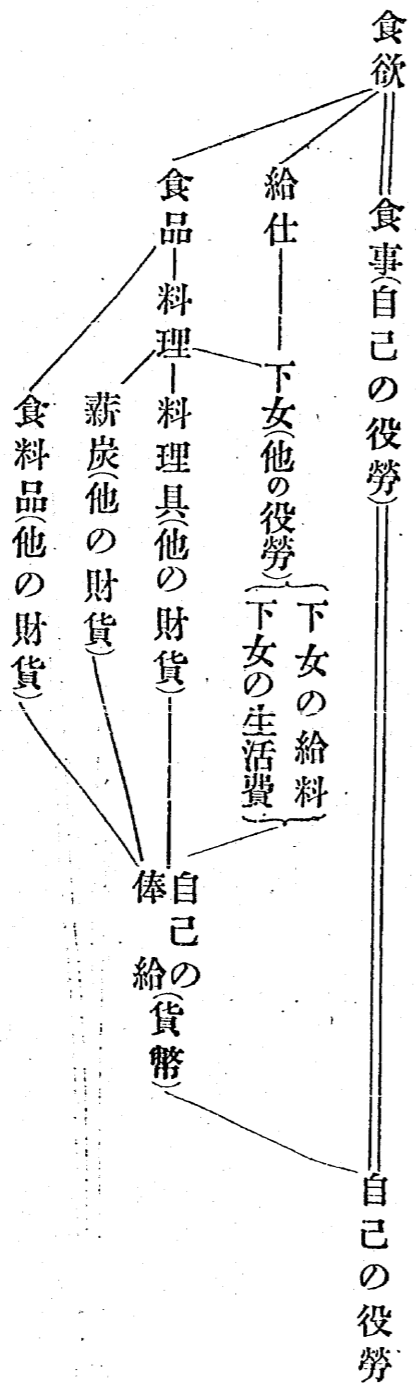 食欲
食事(自己の役勞)
自己の役勞
給仕
下女(他の役勞)
下女の給料
下女の生活費
食品
料理
料理具(他の財貨)
薪炭(他の財貨)
食料品(他の財貨)
自己の
俸給(貨幣)